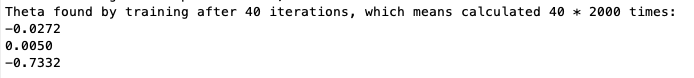 Theta found by training after 40 iterations, which means calculated 40 * 2000 times:
-0.0272
0.0050
-0.7332